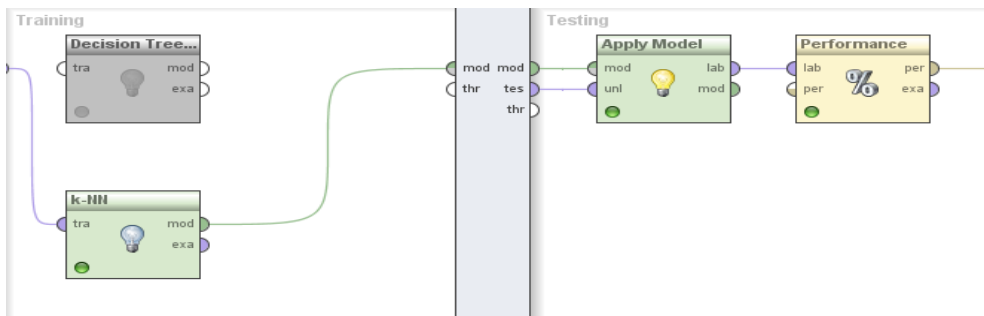 Training
Decision Tree...
tra
mod
exa
k-NN
tra
mod
exa
mod
thr
mod
tes
thr
Testing
Apply Model
mod
unl
lab
mod
Performance
lab
per
%
per
exa